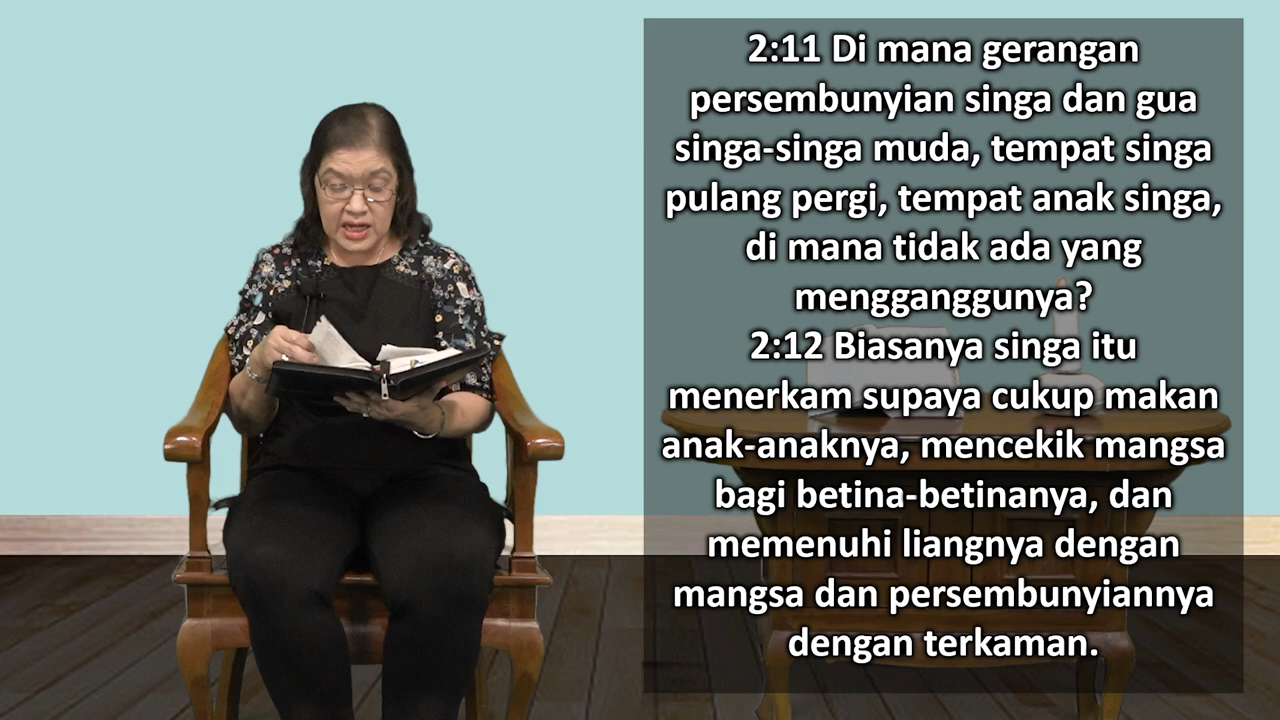 2:11 Di mana gerangan
persembunyian singa dan gua
singa-singa muda, tempat singa
pulang pergi, tempat anak singa,
di mana tidak ada yang
mengganggunya?
2:12 Biasanya singa itu
menerkam supaya cukup makan
anak-anaknya, mencekik mangsa
bagi betina-betinanya, dan
memenuhi liangnya dengan
mangsa dan persembunyiannya
dengan terkaman.